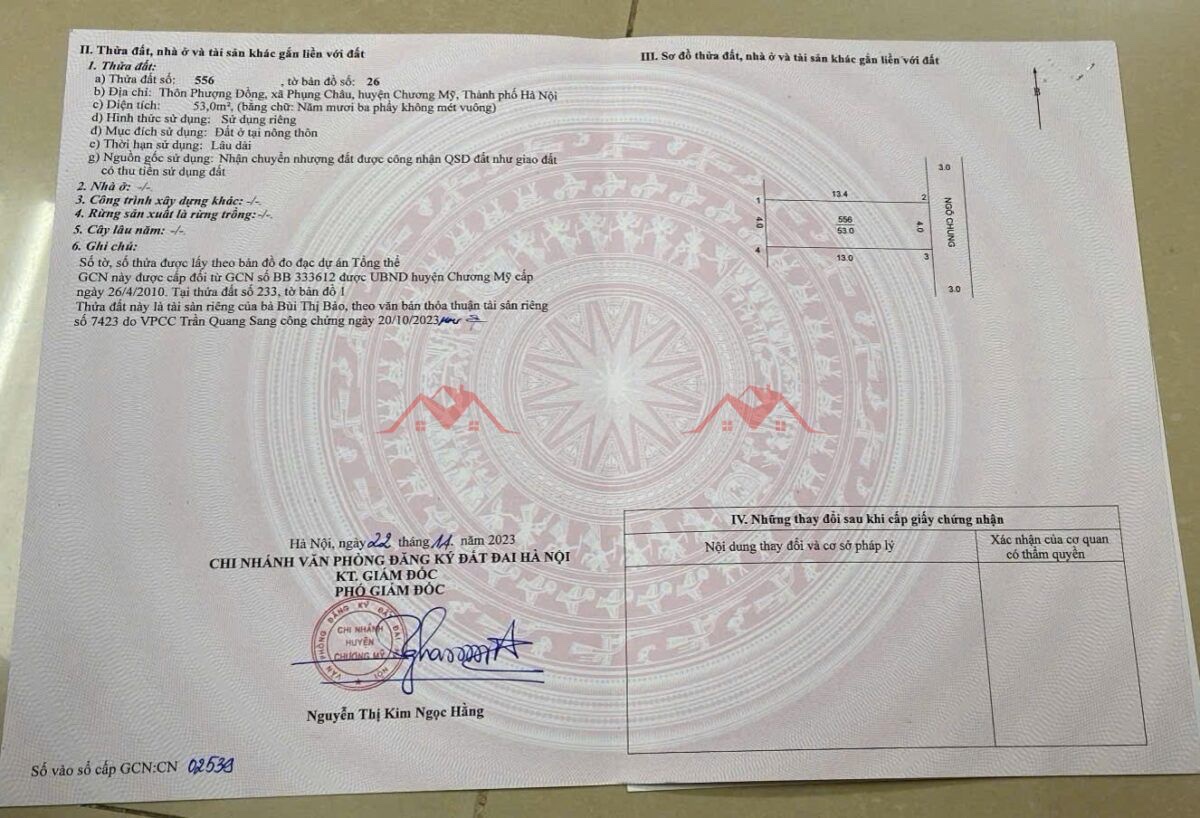 II. Thửa đất, nhà ở và tài sản khác gắn liền với đất
1. Thửa đất:
a) Thửa đất số: 556 , tờ bản đồ số: 26
b) Địa chỉ: Thôn Phượng Đồng, xã Phụng Châu, huyện Chương Mỹ, Thành phố Hà Nội
c) Diện tích: 53,0m², (bằng chữ: Năm mươi ba phẩy không mét vuông)
d) Hình thức sử dụng: Sử dụng riêng
đ) Mục đích sử dụng: Đất ở tại nông thôn
e) Thời hạn sử dụng: Lâu dài
g) Nguồn gốc sử dụng: Nhận chuyển nhượng đất được công nhận QSD đất như giao đất
có thu tiền sử dụng đất
2. Nhà ở: -/-.
3. Công trình xây dựng khác: -/-.
4. Rừng sản xuất là rừng trồng: -/-.
5. Cây lâu năm: -/-.
6. Ghi chú:
Số tờ, số thửa được lấy theo bản đồ đo đạc dự án Tổng thể
GCN này được cấp đổi từ GCN số BB 333612 được UBND huyện Chương Mỹ cấp
ngày 26/4/2010. Tại thửa đất số 233, tờ bản đồ 1
Thửa đất này là tài sản riêng của bà Bùi Thị Bảo, theo văn bản thỏa thuận tài sản riêng
số 7423 do VPCC Trần Quang Sang công chứng ngày 20/10/2023
Hà Nội, ngày 22 tháng 11 năm 2023
CHI NHÁNH VĂN PHÒNG ĐĂNG KÝ ĐẤT ĐAI HÀ NỘI
KT. GIÁM ĐỐC
PHÓ GIÁM ĐỐC
VĂN PHÒNG ĐĂNG KÝ ĐẤT ĐAI HÀ NỘI
CHI NHÁNH
HUYỆN
CHƯƠNG MỸ
Nguyễn Thị Kim Ngọc Hằng
Số vào sổ cấp GCN:CN 02539
III. Sơ đồ thửa đất, nhà ở và tài sản khác gắn liền với đất
B
3.0
1
13.4
2
4.0
556
53.0
4.0
NGÕ CHUNG
4
13.0
3
3.0
IV. Những thay đổi sau khi cấp giấy chứng nhận
Nội dung thay đổi và cơ sở pháp lý
Xác nhận của cơ quan
có thẩm quyền